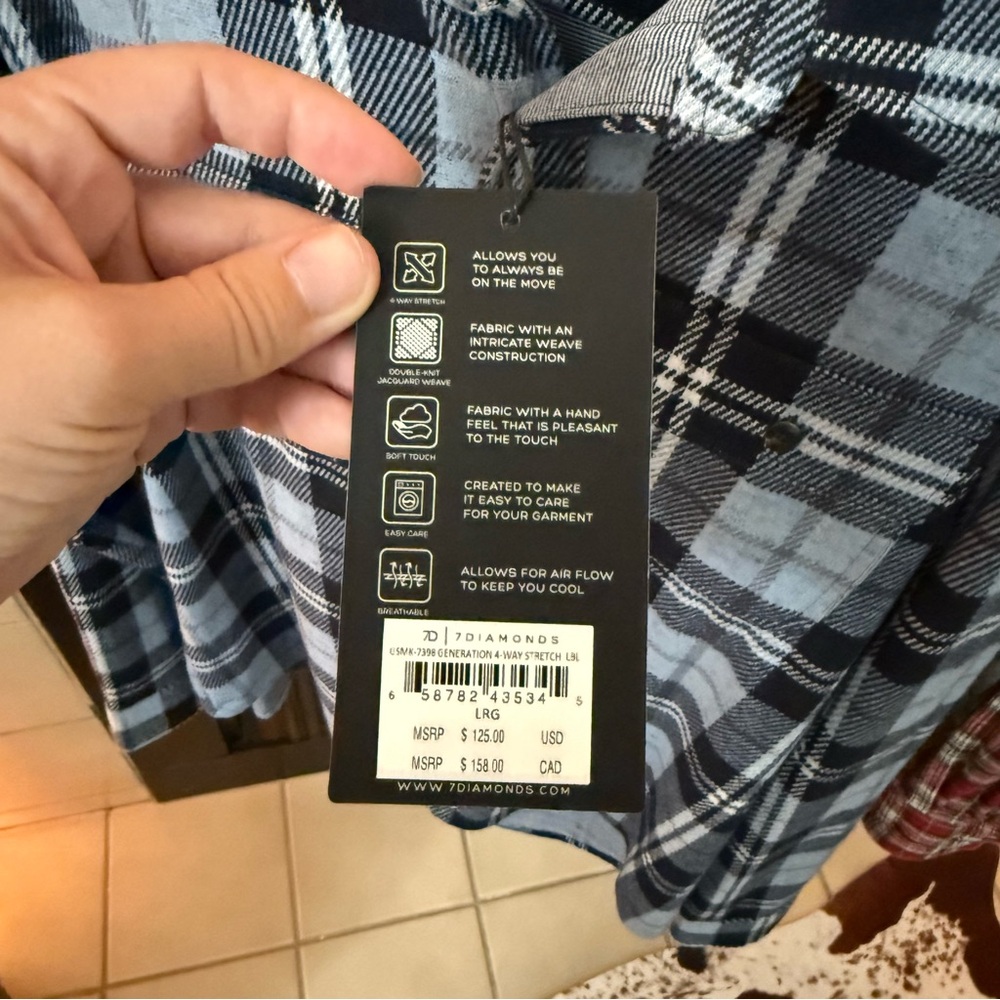 4-WAY STRETCH
ALLOWS YOU
TO ALWAYS BE
ON THE MOVE
DOUBLE-KNIT
JACQUARD WEAVE
FABRIC WITH AN
INTRICATE WEAVE
CONSTRUCTION
SOFT TOUCH
FABRIC WITH A HAND
FEEL THAT IS PLEASANT
TO THE TOUCH
EASY CARE
CREATED TO MAKE
IT EASY TO CARE
FOR YOUR GARMENT
BREATHABLE
ALLOWS FOR AIR FLOW
TO KEEP YOU COOL
7D | 7DIAMONDS
GSMK-7398 GENERATION 4-WAY STRETCH LBL
6 58782 43534 5
LRG
MSRP $ 125.00 USD
MSRP $ 158.00 CAD
WWW.7DIAMONDS.COM